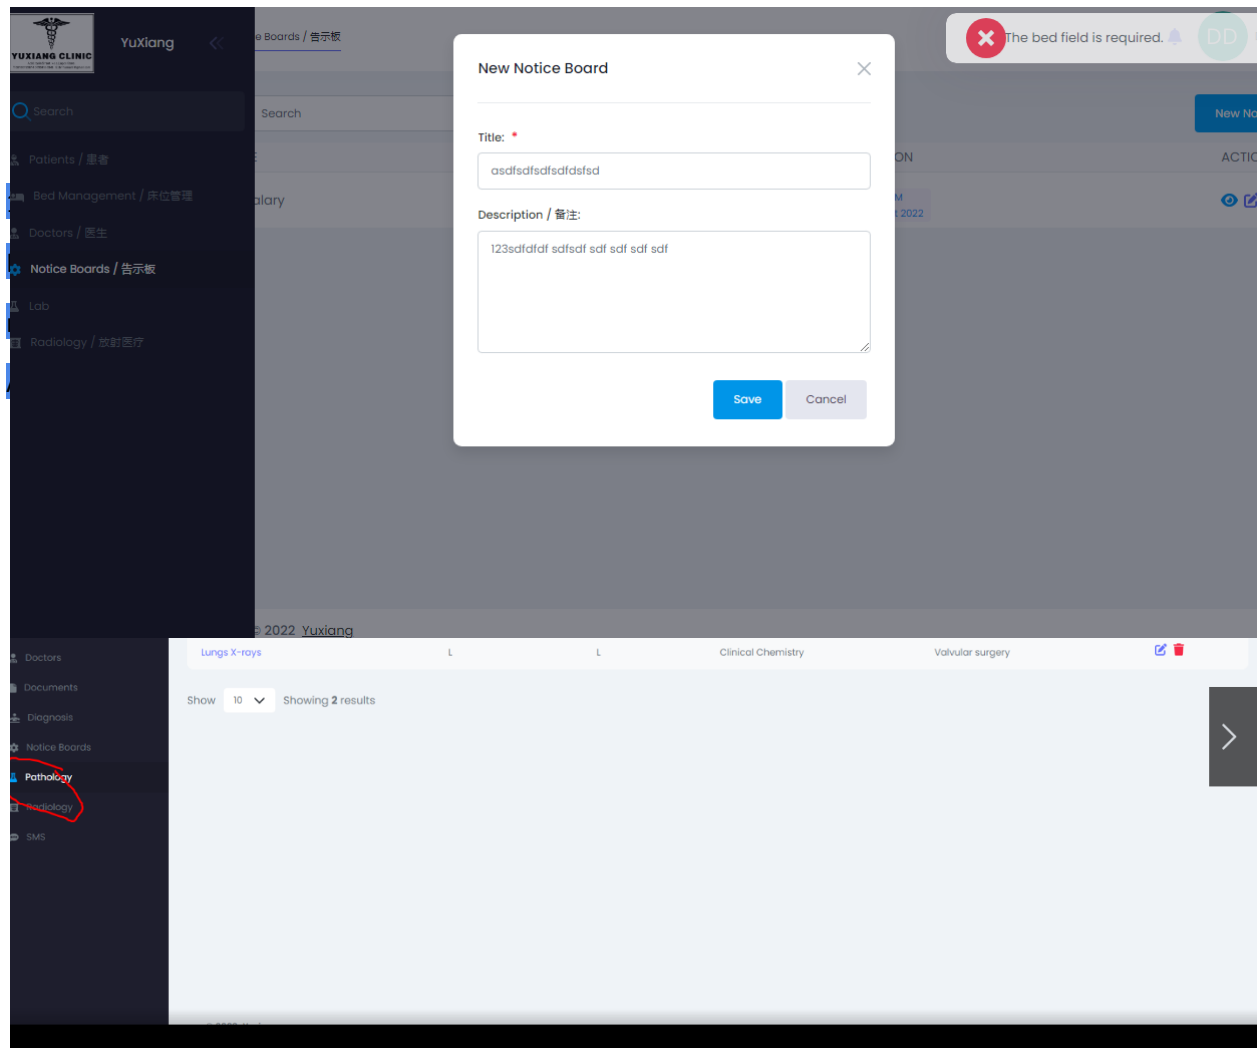 YUXIANG CLINIC
YuXiang
e Boards / 告示板
The bed field is required.
DD
New Notice Board
Search
Search
New No
Title: *
asdfsdfsdfsdfdsfsd
Patients / 患者
ON
ACTIO
Bed Management / 床位管理
alary
M
t 2022
Description / 备注:
Doctors / 医生
123sdfdfdf sdfsdf sdf sdf sdf sdf
Notice Boards / 告示板
Lab
Radiology / 放射医疗
Save
Cancel
© 2022 Yuxiang
Doctors
Lungs X-rays
L
L
Clinical Chemistry
Valvular surgery
Documents
Show 10 Showing 2 results
Diagnosis
Notice Boards
Pathology
Radiology
SMS